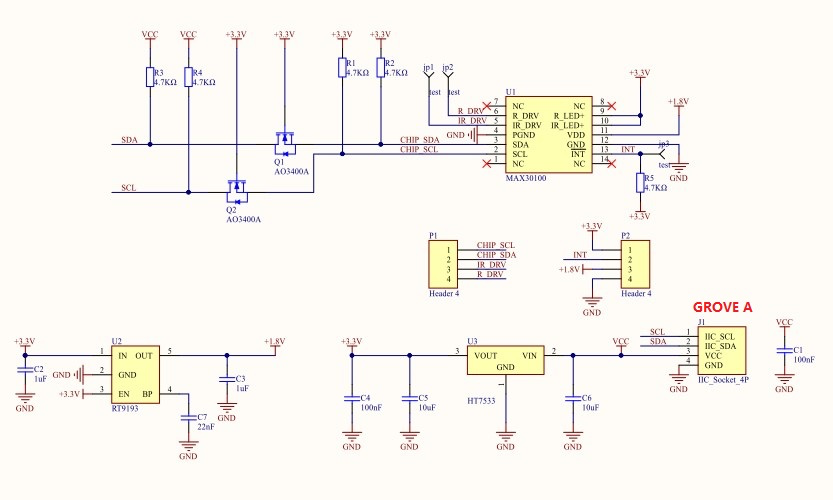 VCC VCC +3.3V +3.3V +3.3V +3.3V
R3
4.7KΩ
R4
4.7KΩ
R1
4.7KΩ
R2
4.7KΩ
jp1 jp2
test test
+3.3V
+1.8V
U1
7 NC NC 8
R_DRV 6 R_DRV R_LED+ 9
IR_DRV 5 IR_DRV IR_LED+ 10
GND 4 PGND VDD 11
SDA CHIP_SDA 3 SDA GND 12
CHIP_SCL 2 SCL INT 13 INT
1 NC NC 14
MAX30100
jp3
test
GND
R5
4.7KΩ
+3.3V
Q1
AO3400A
SCL
Q2
AO3400A
P1
1 CHIP_SCL
2 CHIP_SDA
3 IR_DRV
4 R_DRV
Header 4
+3.3V
P2
1
INT 2
+1.8V 3
4
GND
Header 4
GROVE A
J1
SCL 1 IIC_SCL
SDA 2 IIC_SDA
3 VCC
4 GND
GND
IIC_Socket_4P
VCC
C1
100nF
GND
+3.3V
U2
1 IN OUT 5
GND 2 GND
+3.3V 3 EN BP 4
RT9193
+1.8V
C2
1uF
GND
C3
1uF
GND
C7
22nF
GND
+3.3V
U3
3 VOUT VIN 2
GND
1
HT7533
VCC
C4
100nF
GND
C5
10uF
GND
GND
C6
10uF
GND